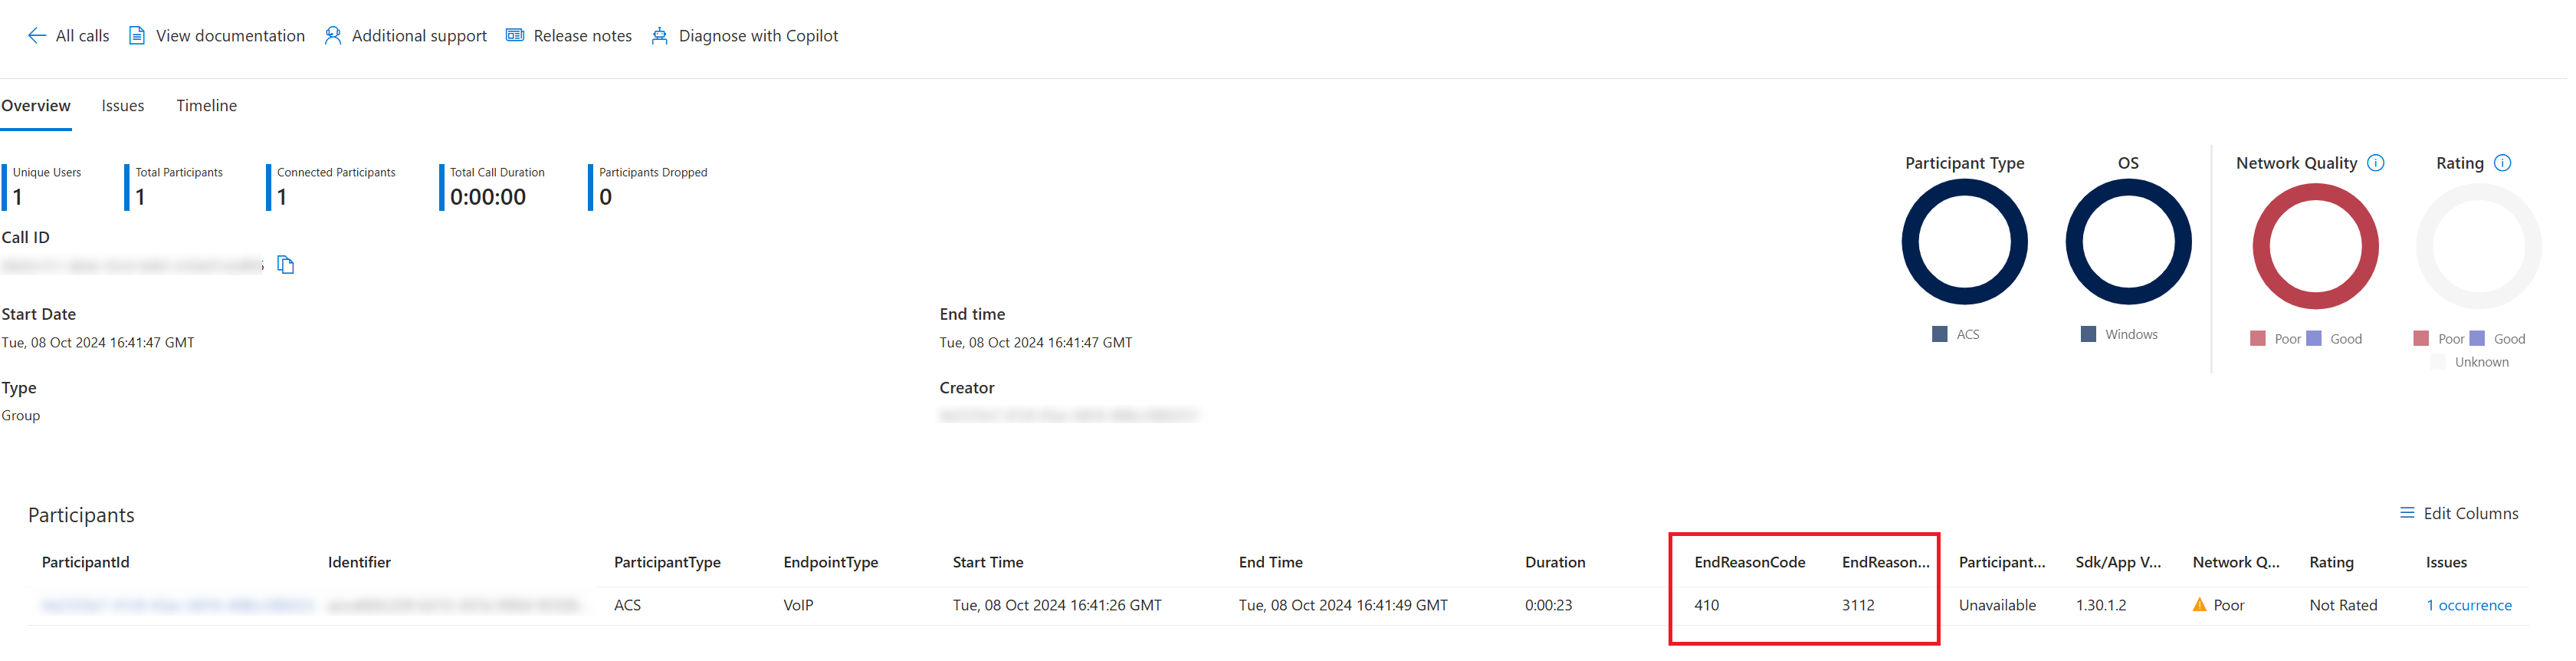 All calls View documentation Additional support Release notes Diagnose with Copilot
Overview Issues Timeline
Unique Users Total Participants Connected Participants Total Call Duration Participants Dropped
1 1 1 0:00:00 0
Participant Type OS Network Quality Rating
ACS Windows Poor Good Poor Good
Unknown
Call ID
Start Date End time
Tue, 08 Oct 2024 16:41:47 GMT Tue, 08 Oct 2024 16:41:47 GMT
Type Creator
Group
Participants Edit Columns
ParticipantId Identifier ParticipantType EndpointType Start Time End Time Duration EndReasonCode EndReason... Participant... Sdk/App V... Network Q... Rating Issues
ACS VoIP Tue, 08 Oct 2024 16:41:26 GMT Tue, 08 Oct 2024 16:41:49 GMT 0:00:23 410 3112 Unavailable 1.30.1.2 Poor Not Rated 1 occurrence